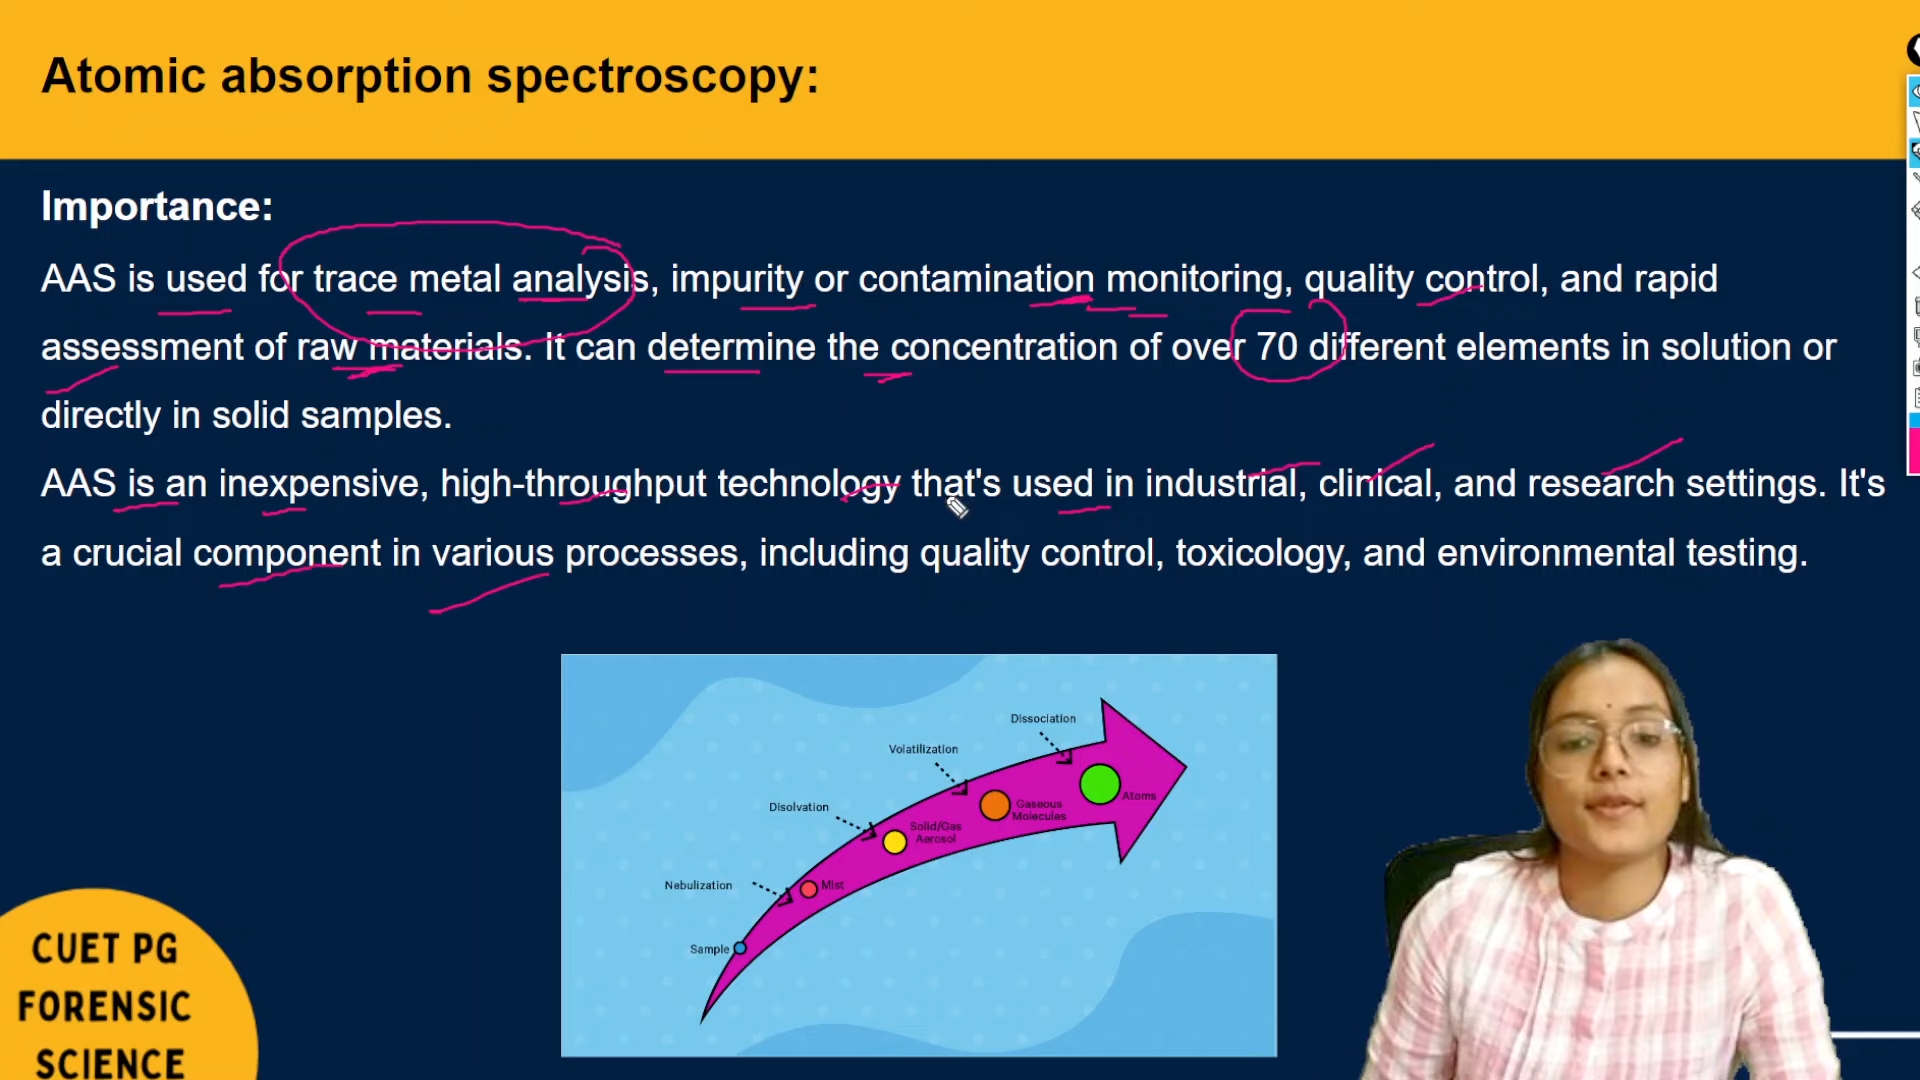 Atomic absorption spectroscopy:
Importance:
AAS is used for trace metal analysis, impurity or contamination monitoring, quality control, and rapid
assessment of raw materials. It can determine the concentration of over 70 different elements in solution or
directly in solid samples.
AAS is an inexpensive, high-throughput technology that's used in industrial, clinical, and research settings. It's
a crucial component in various processes, including quality control, toxicology, and environmental testing.
Dissociation
Volatilization
Atoms
Gaseous
Molecules
Disolvation
Solid/Gas
Aerosol
Nebulization
Mist
Sample
CUET PG
FORENSIC
SCIENCE